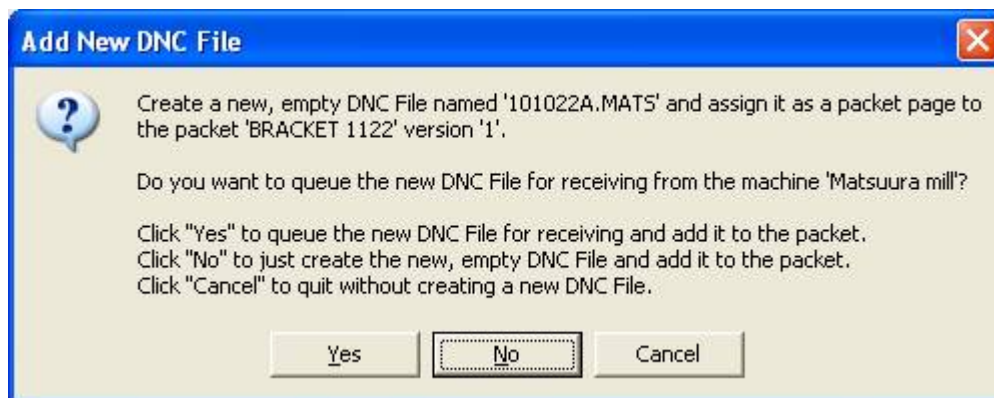 Add New DNC File
Create a new, empty DNC File named '101022A.MATS' and assign it as a packet page to
the packet 'BRACKET 1122' version '1'.
Do you want to queue the new DNC File for receiving from the machine 'Matsuura mill'?
Click "Yes" to queue the new DNC File for receiving and add it to the packet.
Click "No" to just create the new, empty DNC File and add it to the packet.
Click "Cancel" to quit without creating a new DNC File.
Yes No Cancel